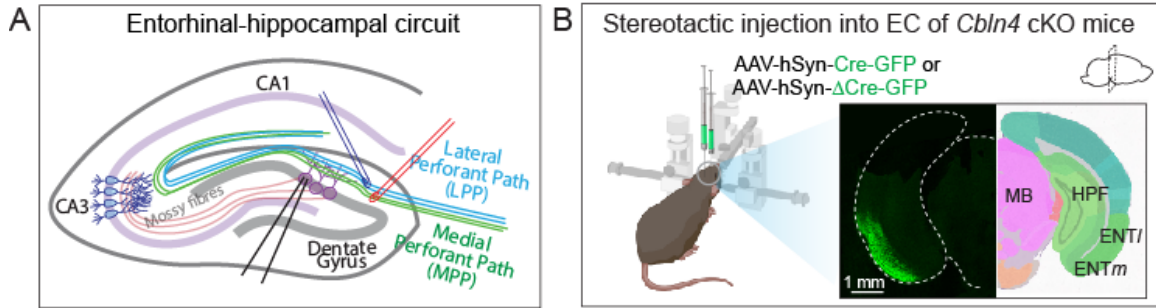 A
Entorhinal-hippocampal circuit
CA1
Lateral
Perforant Path
(LPP)
CA3
Mossy fibres
Dentate
Gyrus
Medial
Perforant Path
(MPP)
B
Stereotactic injection into EC of Cbln4 cKO mice
AAV-hSyn-Cre-GFP or
AAV-hSyn-ΔCre-GFP
MB
HPF
ENTl
ENTm
1 mm